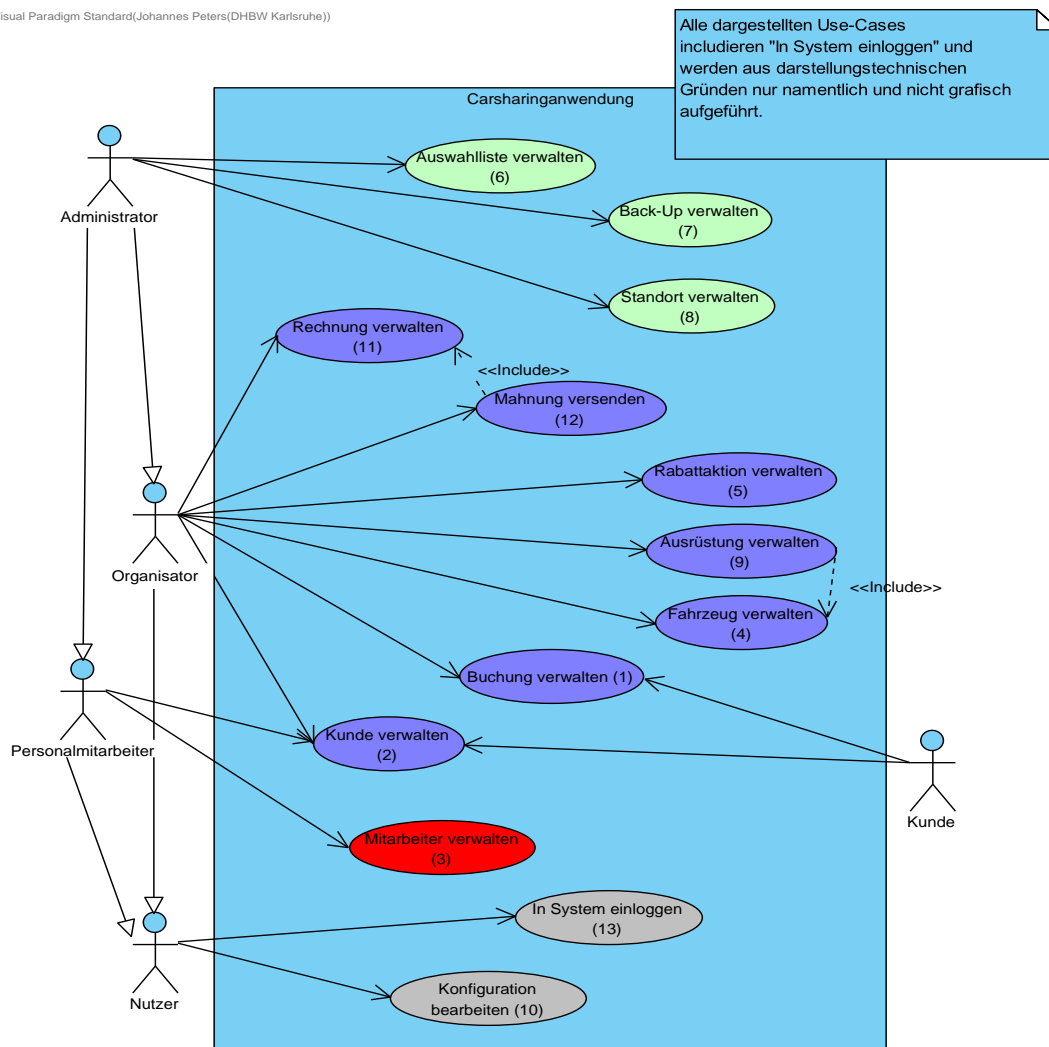 isual Paradigm Standard(Johannes Peters(DHBW Karlsruhe))
Alle dargestellten Use-Cases
includieren "In System einloggen" und
werden aus darstellungstechnischen
Gründen nur namentlich und nicht grafisch
aufgeführt.
Carsharinganwendung
Auswahlliste verwalten
(6)
Administrator
Back-Up verwalten
(7)
Standort verwalten
(8)
Rechnung verwalten
(11)
<<Include>>
Mahnung versenden
(12)
Rabattaktion verwalten
(5)
Ausrüstung verwalten
(9)
Organisator
<<Include>>
Fahrzeug verwalten
(4)
Buchung verwalten (1)
Kunde verwalten
(2)
Personalmitarbeiter
Kunde
Mitarbeiter verwalten
(3)
In System einloggen
(13)
Nutzer
Konfiguration
bearbeiten (10)